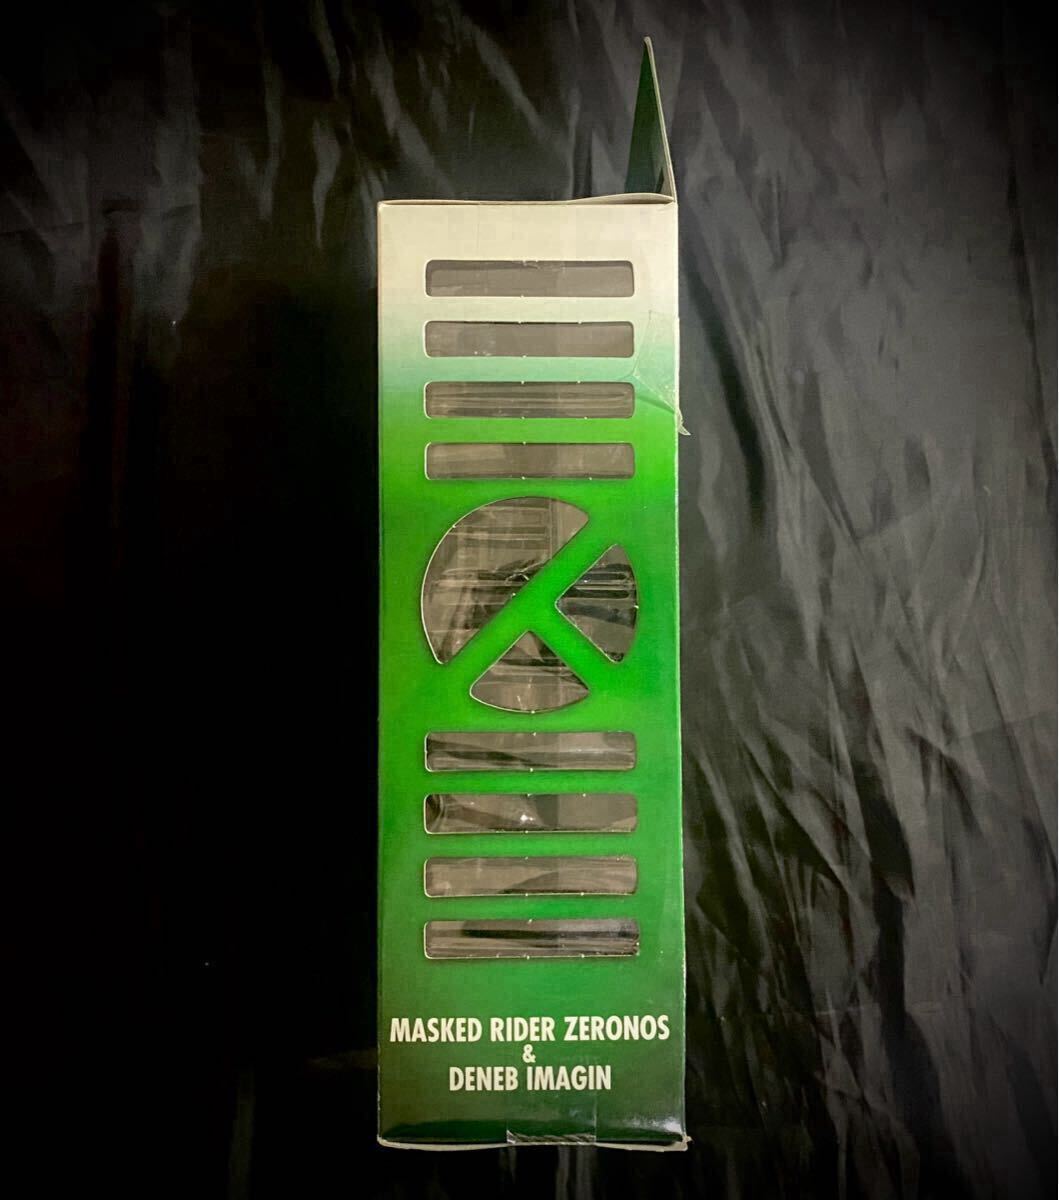 MASKED RIDER ZERONOS
&
DENEB IMAGIN